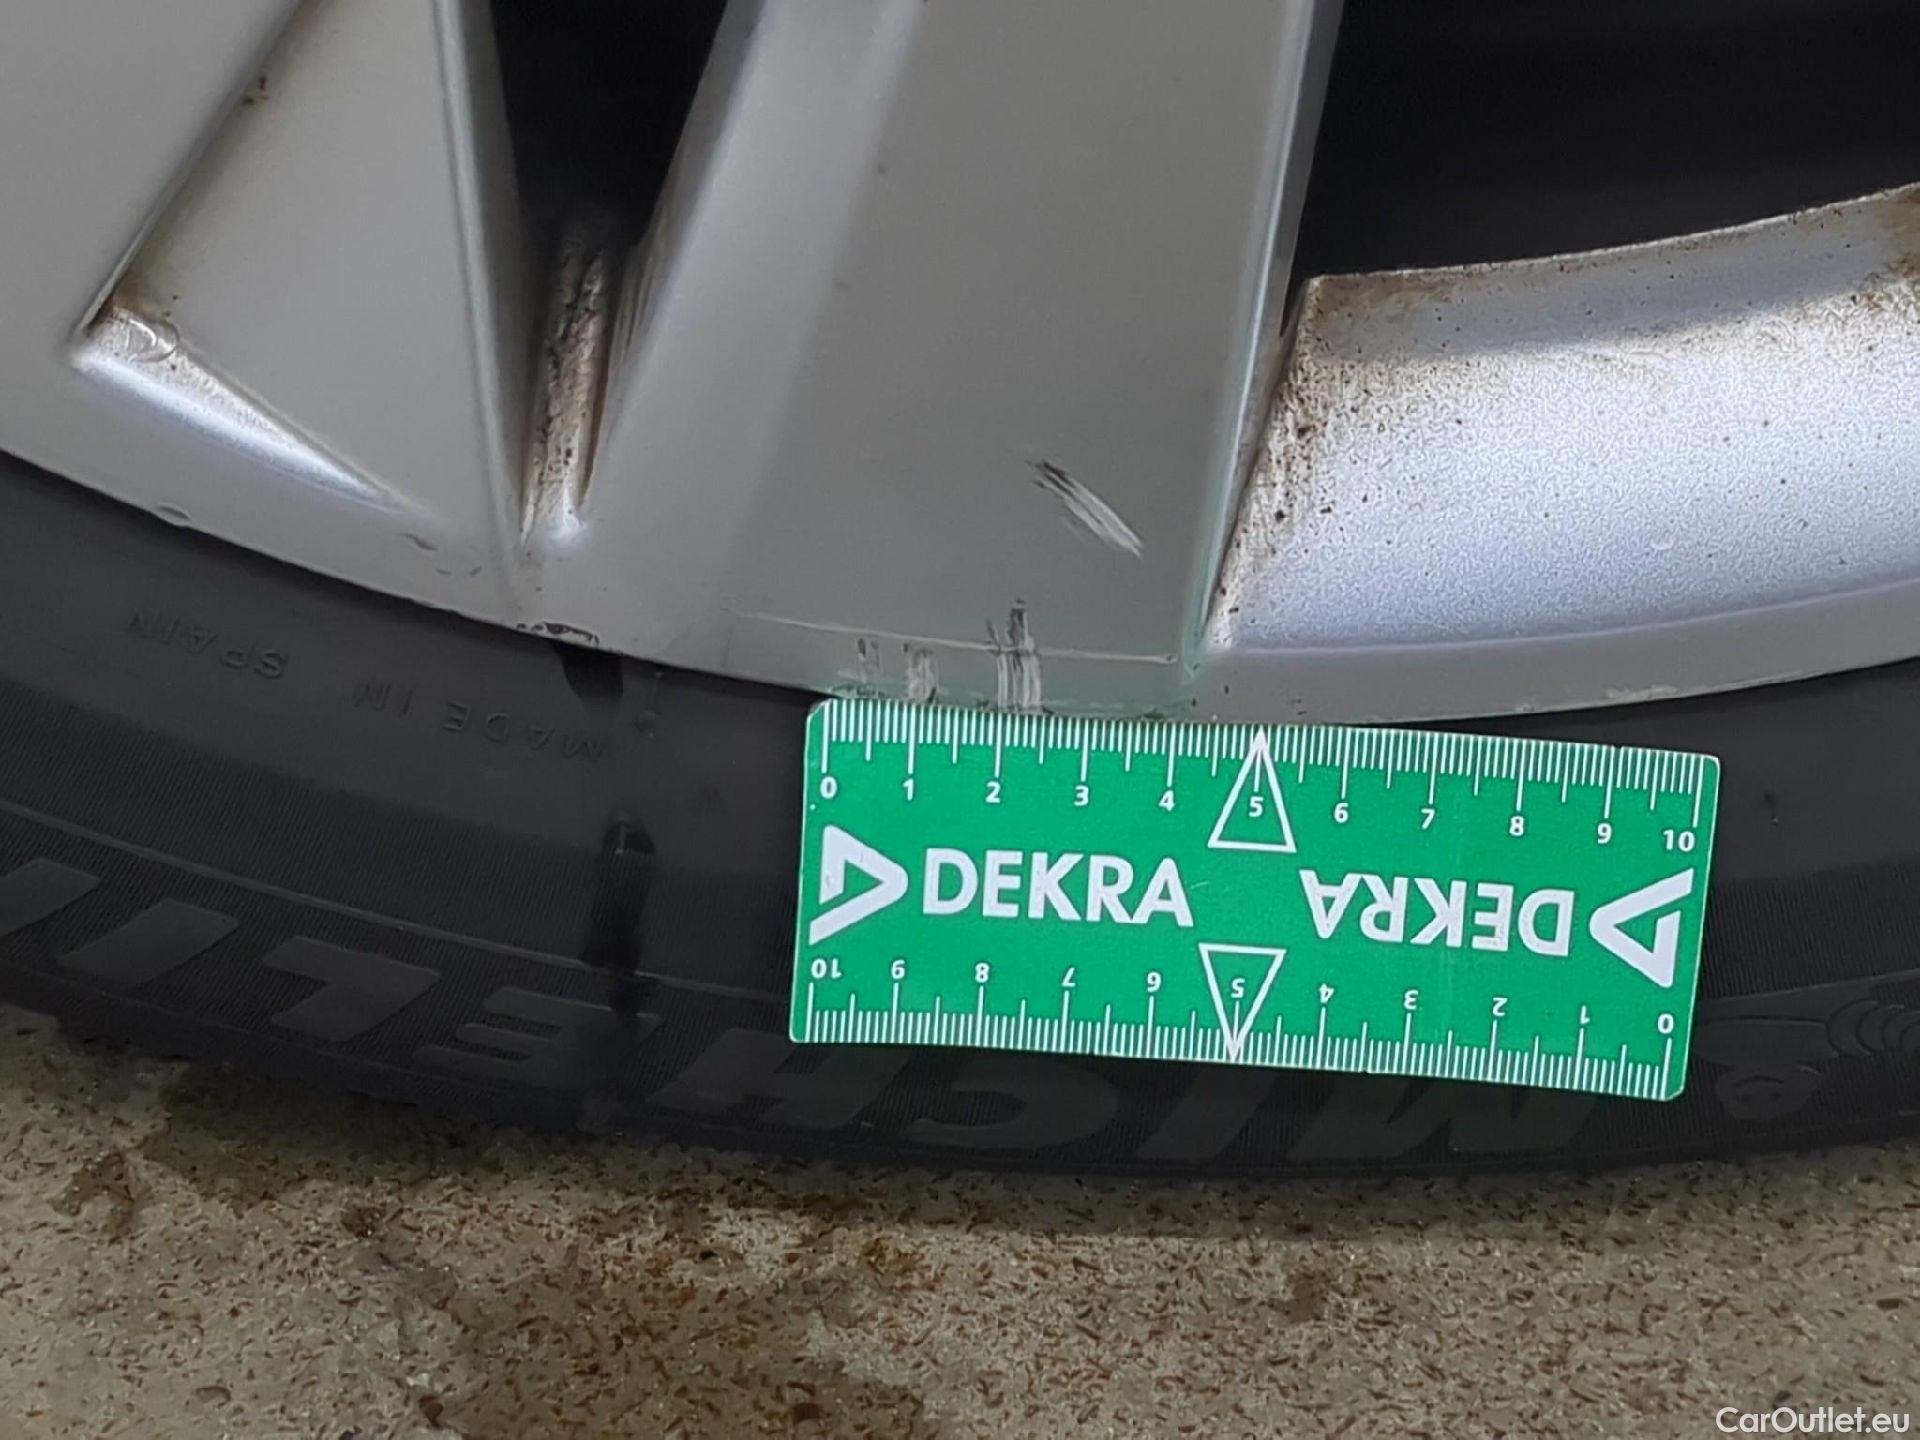 MADE IN SPAIN
0 1 2 3 4 5 6 7 8 9 10
DEKRA DEKRA
10 9 8 7 6 5 4 3 2 1 0
MICHELIN
CarOutlet.eu